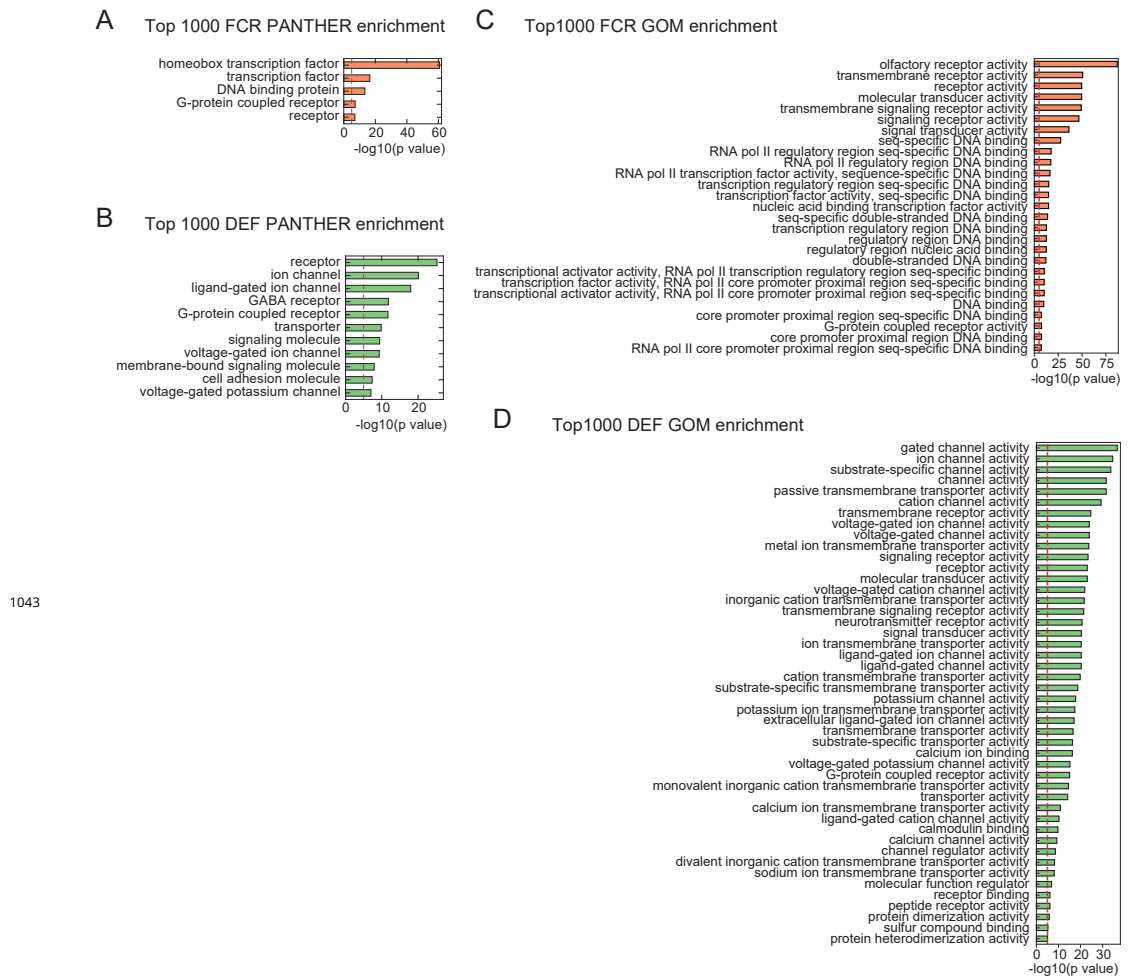 A
Top 1000 FCR PANTHER enrichment
homeobox transcription factor
transcription factor
DNA binding protein
G-protein coupled receptor
receptor
0 20 40 60
-log10(p value)
B
Top 1000 DEF PANTHER enrichment
receptor
ion channel
ligand-gated ion channel
GABA receptor
G-protein coupled receptor
transporter
signaling molecule
voltage-gated ion channel
membrane-bound signaling molecule
cell adhesion molecule
voltage-gated potassium channel
0 10 20
-log10(p value)
C
Top1000 FCR GOM enrichment
olfactory receptor activity
transmembrane receptor activity
receptor activity
molecular transducer activity
transmembrane signaling receptor activity
signaling receptor activity
signal transducer activity
seq-specific DNA binding
RNA pol II regulatory region seq-specific DNA binding
RNA pol II regulatory region DNA binding
RNA pol II transcription factor activity, sequence-specific DNA binding
transcription regulatory region seq-specific DNA binding
transcription factor activity, seq-specific DNA binding
nucleic acid binding transcription factor activity
seq-specific double-stranded DNA binding
transcription regulatory region DNA binding
regulatory region DNA binding
regulatory region nucleic acid binding
double-stranded DNA binding
transcriptional activator activity, RNA pol II transcription regulatory region seq-specific binding
transcription factor activity, RNA pol II core promoter proximal region seq-specific binding
transcriptional activator activity, RNA pol II core promoter proximal region seq-specific binding
DNA binding
core promoter proximal region seq-specific DNA binding
G-protein coupled receptor activity
core promoter proximal region DNA binding
RNA pol II core promoter proximal region seq-specific DNA binding
0 25 50 75
-log10(p value)
D
Top1000 DEF GOM enrichment
gated channel activity
ion channel activity
substrate-specific channel activity
channel activity
passive transmembrane transporter activity
cation channel activity
transmembrane receptor activity
voltage-gated ion channel activity
voltage-gated channel activity
metal ion transmembrane transporter activity
signaling receptor activity
receptor activity
molecular transducer activity
voltage-gated cation channel activity
inorganic cation transmembrane transporter activity
transmembrane signaling receptor activity
neurotransmitter receptor activity
signal transducer activity
ion transmembrane transporter activity
ligand-gated ion channel activity
ligand-gated channel activity
cation transmembrane transporter activity
substrate-specific transmembrane transporter activity
potassium channel activity
potassium ion transmembrane transporter activity
extracellular ligand-gated ion channel activity
transmembrane transporter activity
substrate-specific transporter activity
calcium ion binding
voltage-gated potassium channel activity
G-protein coupled receptor activity
monovalent inorganic cation transmembrane transporter activity
transporter activity
calcium ion transmembrane transporter activity
ligand-gated cation channel activity
calmodulin binding
calcium channel activity
channel regulator activity
divalent inorganic cation transmembrane transporter activity
sodium ion transmembrane transporter activity
molecular function regulator
receptor binding
peptide receptor activity
protein dimerization activity
sulfur compound binding
protein heterodimerization activity
0 10 20 30
-log10(p value)
1043